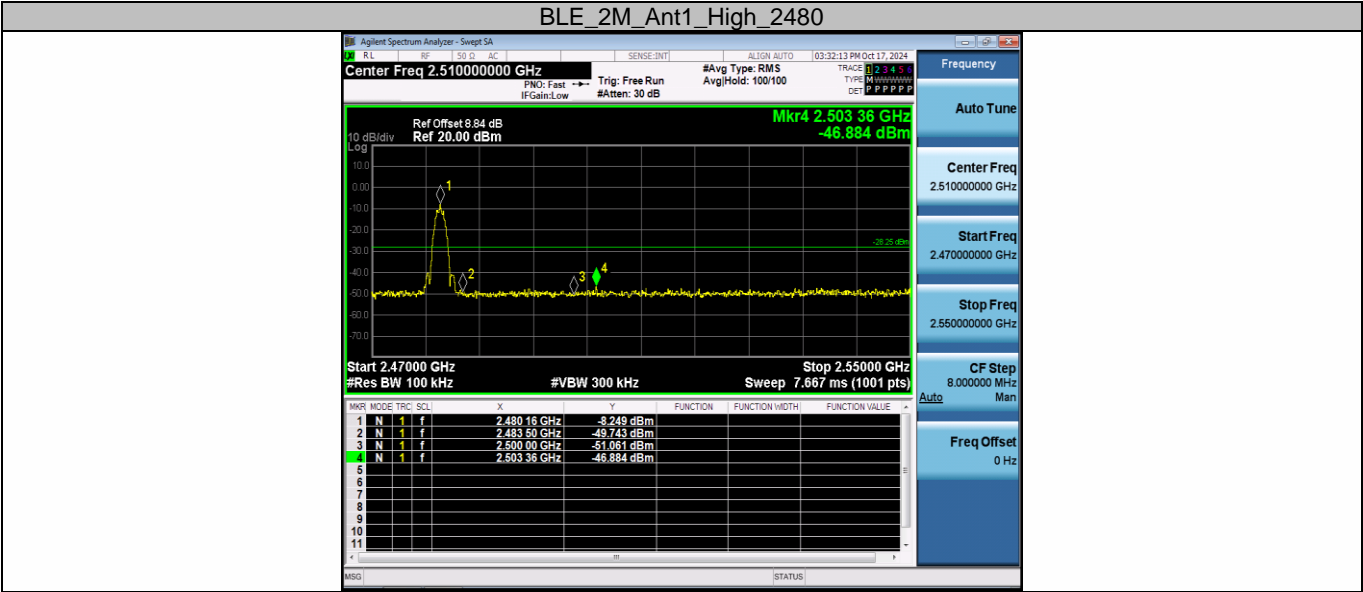 BLE_2M_Ant1_High_2480
Agilent Spectrum Analyzer - Swept SA
RL RF 50 Ω AC SENSE:INT ALIGN AUTO 03:32:13 PM Oct 17, 2024
Center Freq 2.510000000 GHz
PNO: Fast
IFGain:Low
Trig: Free Run
#Atten: 30 dB
#Avg Type: RMS
Avg|Hold: 100/100
TRACE 1 2 3 4 5 6
TYPE M
DET P P P P P P
Frequency
Auto Tune
Center Freq
2.510000000 GHz
Start Freq
2.470000000 GHz
Stop Freq
2.550000000 GHz
CF Step
8.000000 MHz
Auto Man
Freq Offset
0 Hz
Mkr4 2.503 36 GHz
-46.884 dBm
Ref Offset 8.84 dB
10 dB/div Ref 20.00 dBm
Log
10.0
0.00
-10.0
-20.0
-30.0
-40.0
-50.0
-60.0
-70.0
1
2
3
4
-28.25 dBm
Start 2.47000 GHz Stop 2.55000 GHz
#Res BW 100 kHz #VBW 300 kHz Sweep 7.667 ms (1001 pts)
MKR MODE TRC SCL X Y FUNCTION FUNCTION WIDTH FUNCTION VALUE
1 N 1 f 2.480 16 GHz -8.249 dBm
2 N 1 f 2.483 50 GHz -49.743 dBm
3 N 1 f 2.500 00 GHz -51.061 dBm
4 N 1 f 2.503 36 GHz -46.884 dBm
5
6
7
8
9
10
11
MSG STATUS